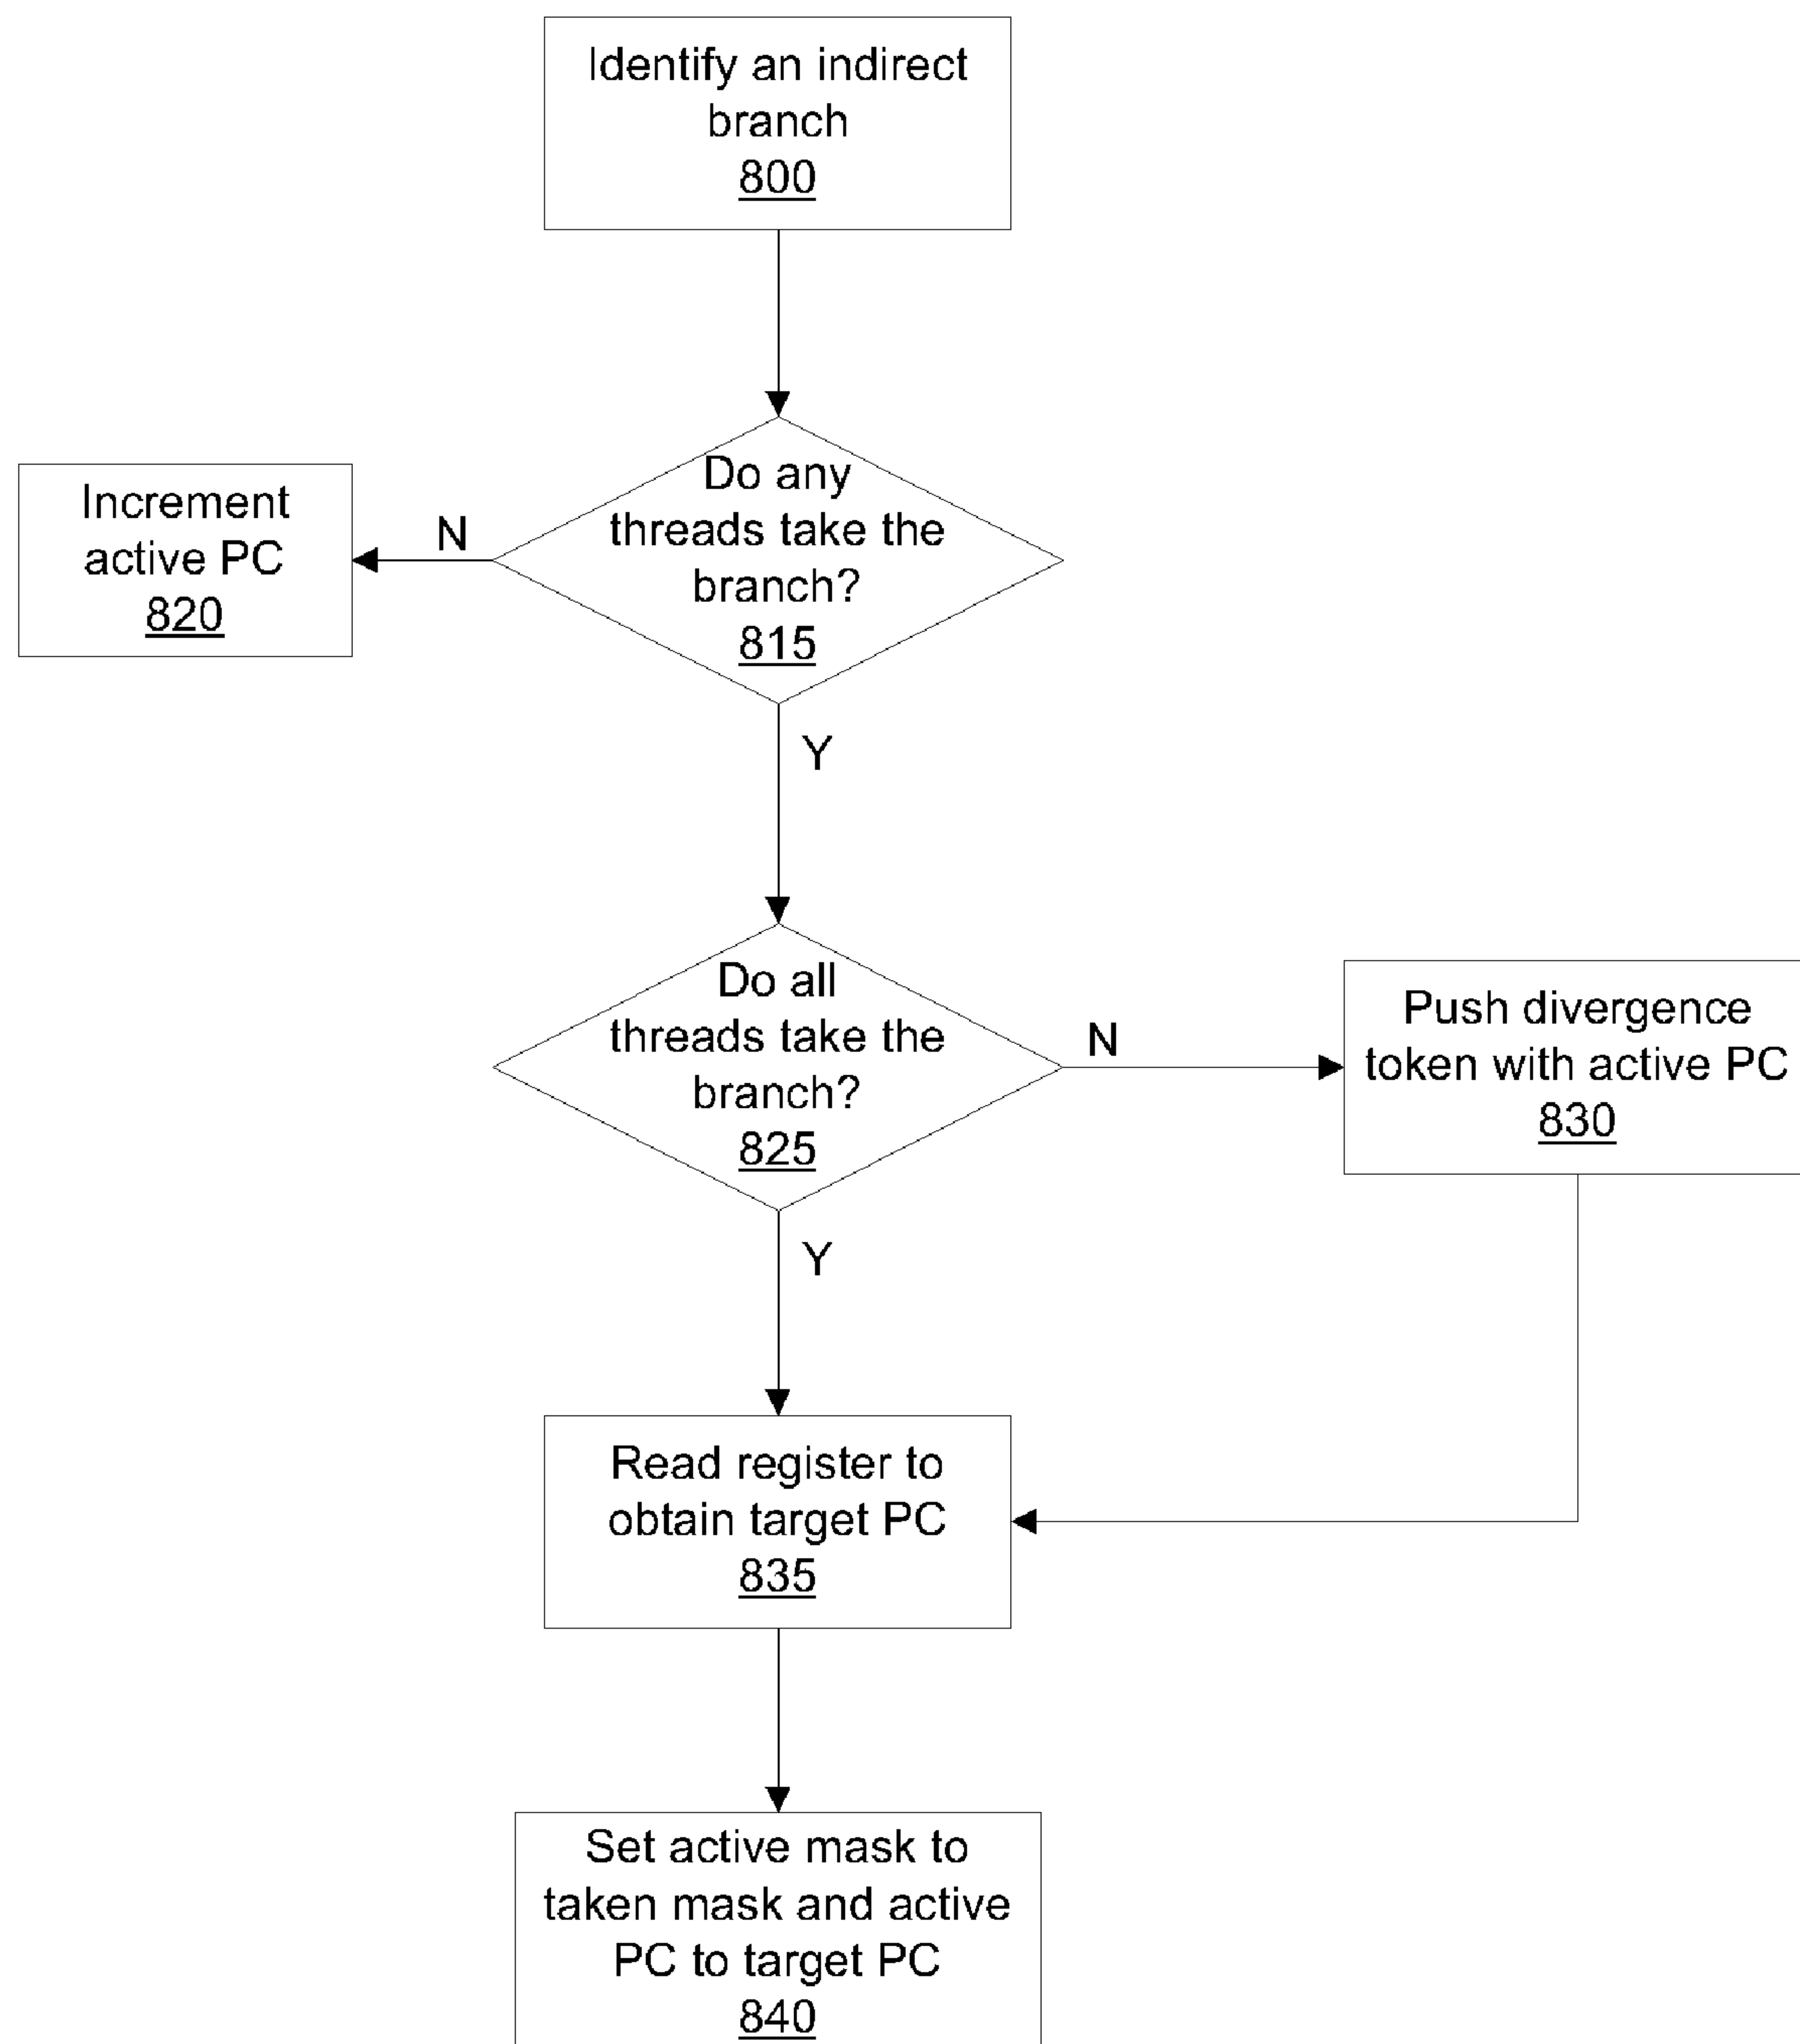 Identify an indirect
branch
800
Do any
threads take the
branch?
815
N
Increment
active PC
820
Y
Do all
threads take the
branch?
825
N
Push divergence
token with active PC
830
Y
Read register to
obtain target PC
835
Set active mask to
taken mask and active
PC to target PC
840